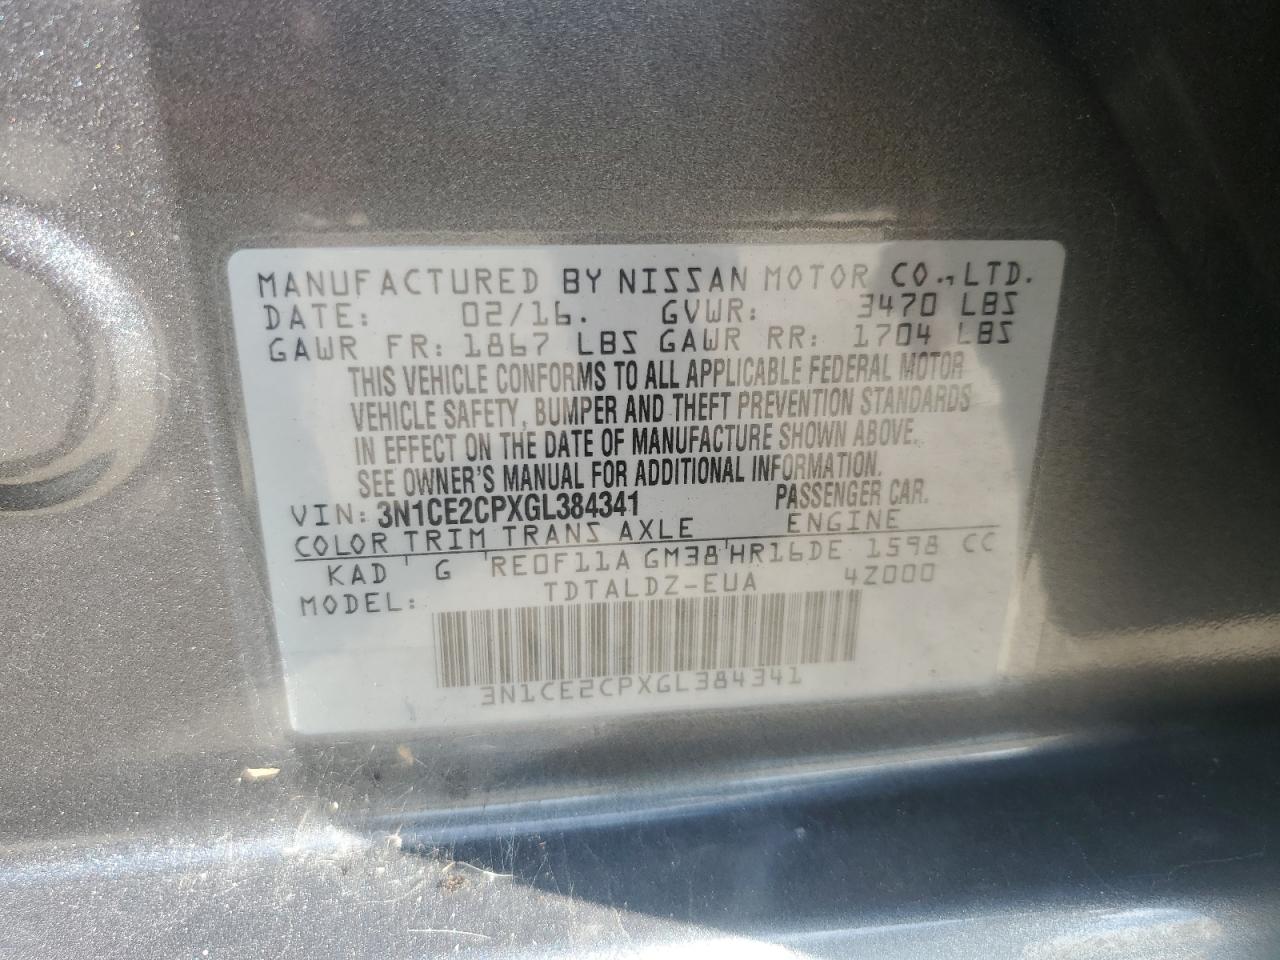 MANUFACTURED BY NISSAN MOTOR CO.,LTD.
DATE: 02/16. GVWR: 3470 LBS
GAWR FR: 1867 LBS GAWR RR: 1704 LBS
THIS VEHICLE CONFORMS TO ALL APPLICABLE FEDERAL MOTOR
VEHICLE SAFETY, BUMPER AND THEFT PREVENTION STANDARDS
IN EFFECT ON THE DATE OF MANUFACTURE SHOWN ABOVE.
SEE OWNER'S MANUAL FOR ADDITIONAL INFORMATION.
VIN: 3N1CE2CPXGL384341 PASSENGER CAR.
COLOR TRIM TRANS AXLE ENGINE
KAD G RE0F11A GM38 HR16DE 1598 CC
MODEL: TDTALDZ-EUA 4Z000
3N1CE2CPXGL384341